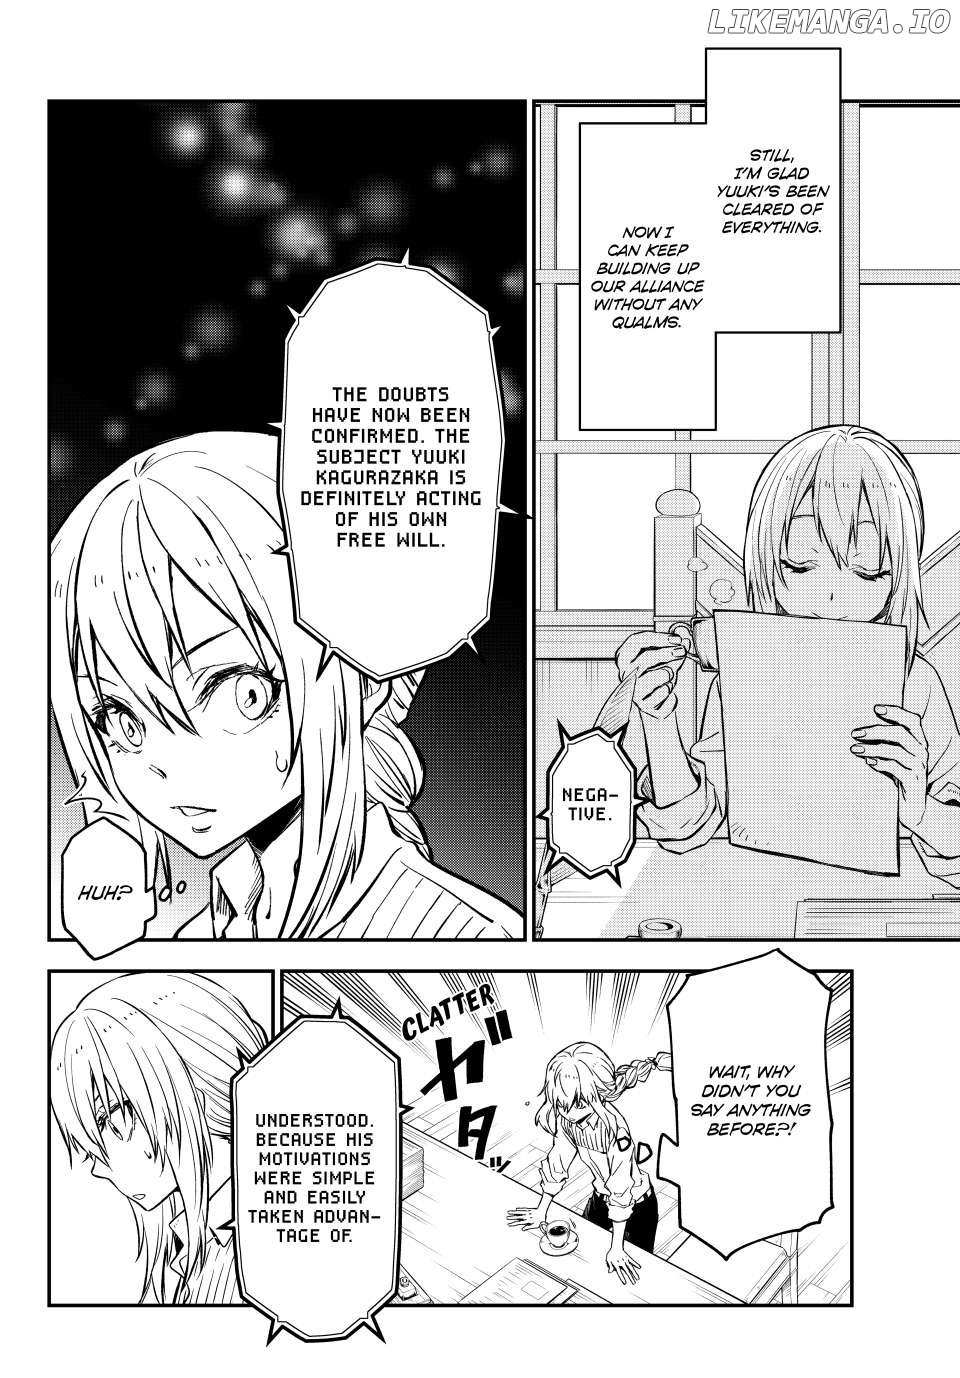 LIKEMANGA.IO
STILL,
I'M GLAD
YUUKI'S BEEN
CLEARED OF
EVERYTHING.
NOW I
CAN KEEP
BUILDING UP
OUR ALLIANCE
WITHOUT ANY
QUALMS.
NEGA-
TIVE.
THE DOUBTS
HAVE NOW BEEN
CONFIRMED. THE
SUBJECT YUUKI
KAGURAZAKA IS
DEFINITELY ACTING
OF HIS OWN
FREE WILL.
HUH?
WAIT, WHY
DIDN'T YOU
SAY ANYTHING
BEFORE?!
CLATTER
ガタッ
UNDERSTOOD.
BECAUSE HIS
MOTIVATIONS
WERE SIMPLE
AND EASILY
TAKEN ADVAN-
TAGE OF.